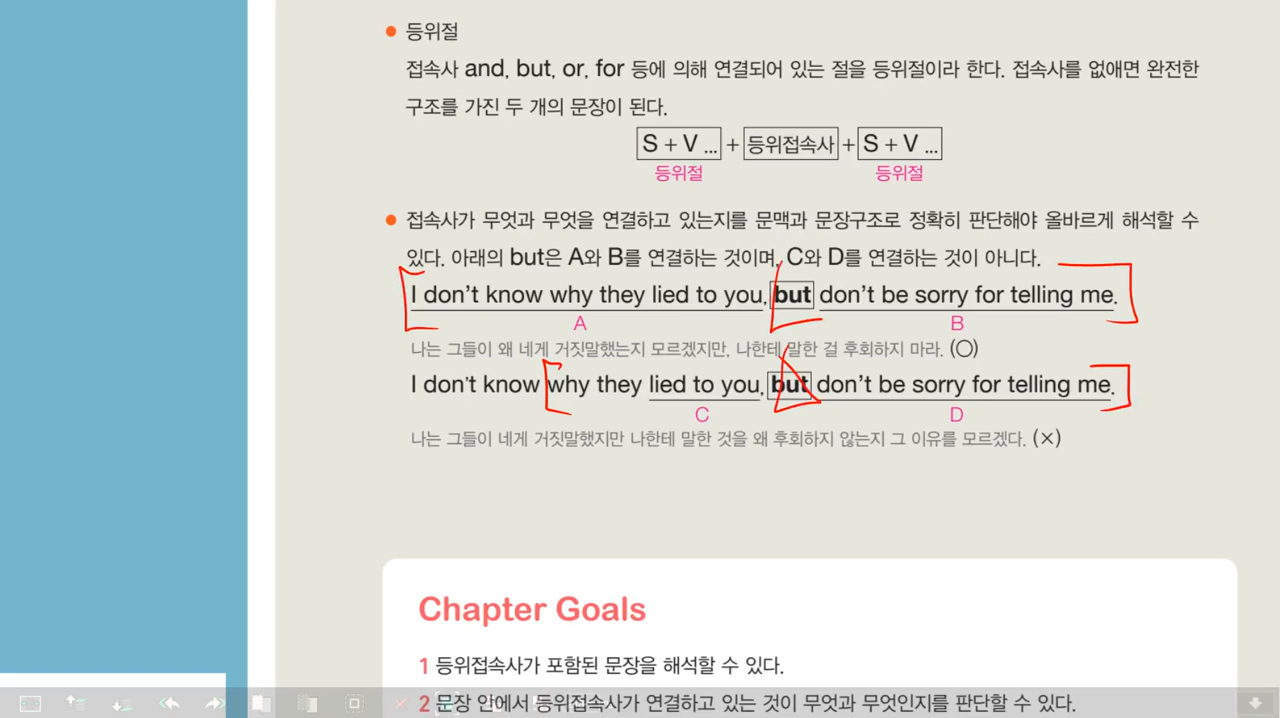 등위절
접속사 and, but, or, for 등에 의해 연결되어 있는 절을 등위절이라 한다. 접속사를 없애면 완전한
구조를 가진 두 개의 문장이 된다.
S + V ... + 등위접속사 + S + V ...
등위절 등위절
접속사가 무엇과 무엇을 연결하고 있는지를 문맥과 문장구조로 정확히 판단해야 올바르게 해석할 수
있다. 아래의 but은 A와 B를 연결하는 것이며, C와 D를 연결하는 것이 아니다.
I don't know why they lied to you, but don't be sorry for telling me.
A B
나는 그들이 왜 네게 거짓말했는지 모르겠지만, 나한테 말한 걸 후회하지 마라. (○)
I don't know why they lied to you, but don't be sorry for telling me.
C D
나는 그들이 네게 거짓말했지만 나한테 말한 것을 왜 후회하지 않는지 그 이유를 모르겠다. (×)
Chapter Goals
1 등위접속사가 포함된 문장을 해석할 수 있다.
2 문장 안에서 등위접속사가 연결하고 있는 것이 무엇과 무엇인지를 판단할 수 있다.